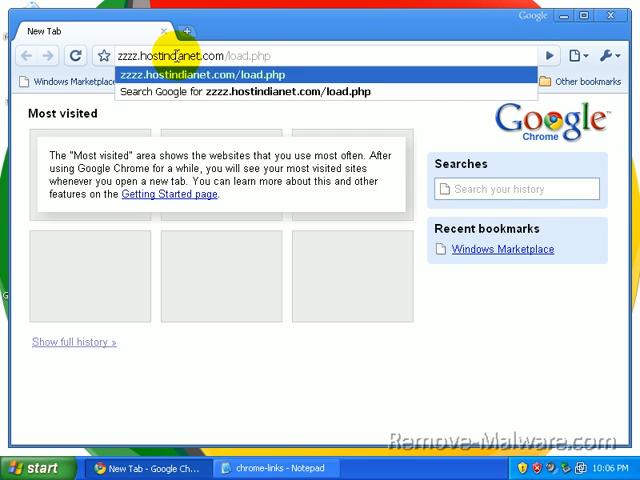 Google
New Tab
zzzz.hostindianet.com/load.php
zzzz.hostindianet.com/load.php
Search Google for zzzz.hostindianet.com/load.php
Windows Marketplace
Other bookmarks
Most visited
Google
Chrome
The "Most visited" area shows the websites that you use most often. After
using Google Chrome for a while, you will see your most visited sites
whenever you open a new tab. You can learn more about this and other
features on the Getting Started page.
Searches
Search your history
Recent bookmarks
Windows Marketplace
Show full history »
Remove-Malware.com
start
New Tab - Google Ch...
chrome-links - Notepad
10:06 PM